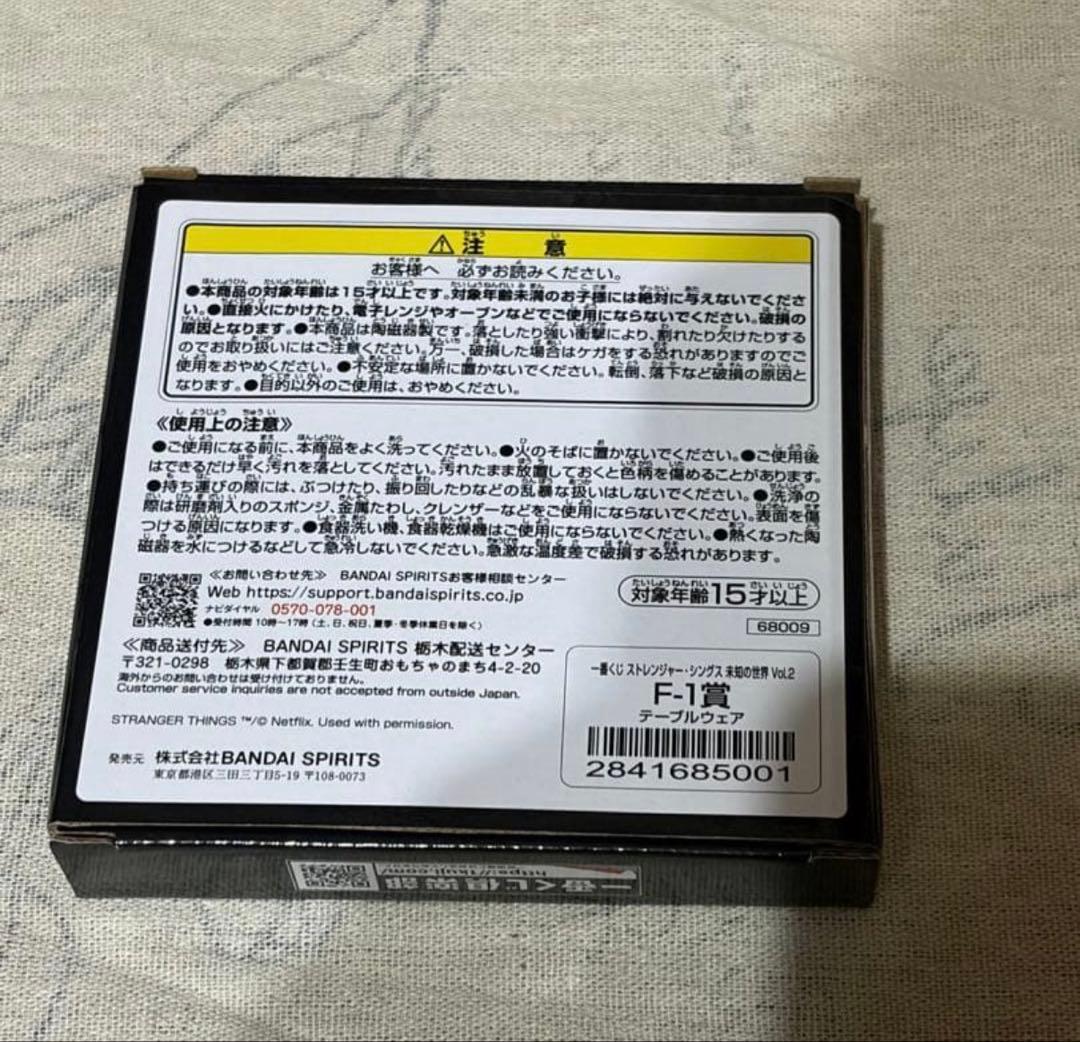 ⚠注 意
お客様へ 必ずお読みください。
●本商品の対象年齢は15才以上です。対象年齢未満のお子様には絶対に与えないでくださ
い。●直接火にかけたり、電子レンジやオーブンなどでご使用にならないでください。破損の
原因となります。●本商品は陶磁器製です。落としたり強い衝撃により、割れたり欠けたりする
のでお取り扱いにはご注意ください。万一、破損した場合はケガをする恐れがありますのでご
使用をおやめください。●不安定な場所に置かないでください。転倒、落下など破損の原因と
なります。●目的以外のご使用は、おやめください。
《使用上の注意》
●ご使用になる前に、本商品をよく洗ってください。●火のそばに置かないでください。●ご使用後
はできるだけ早く汚れを落としてください。汚れたまま放置しておくと色柄を傷めることがあります。
●持ち運びの際には、ぶつけたり、振り回したりなどの乱暴な扱いはしないでください。●洗浄の
際は研磨剤入りのスポンジ、金属たわし、クレンザーなどをご使用にならないでください。表面を傷
つける原因になります。●食器洗い機、食器乾燥機はご使用にならないでください。●熱くなった陶
磁器を水につけるなどして急冷しないでください。急激な温度差で破損する恐れがあります。
≪お問い合わせ先≫ BANDAI SPIRITSお客様相談センター
Web https://support.bandaispirits.co.jp
ナビダイヤル 0570-078-001
●受付時間 10時〜17時(土、日、祝日、夏季・冬季休業日を除く)
対象年齢15才以上
68009
≪商品送付先≫ BANDAI SPIRITS 栃木配送センター
〒321-0298 栃木県下都賀郡壬生町おもちゃのまち4-2-20
海外からのお問い合わせは受け付けておりません。
Customer service inquiries are not accepted from outside Japan.
STRANGER THINGS ™/© Netflix. Used with permission.
発売元 株式会社BANDAI SPIRITS
東京都港区三田三丁目5-19 〒108-0073
一番くじ ストレンジャー・シングス 未知の世界 Vol.2
F-1賞
テーブルウェア
2841685001
一番くじ倶楽部
https://1kuji.com/